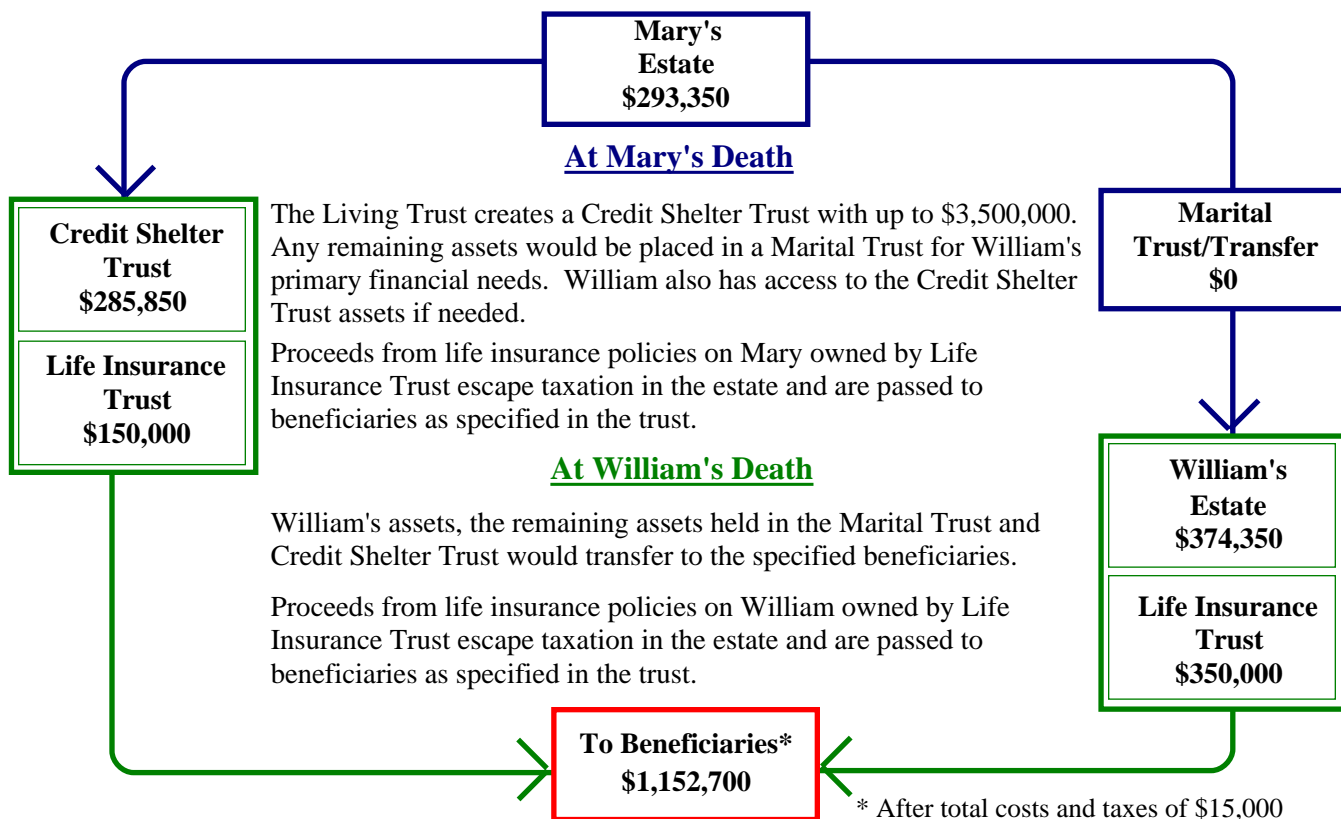 Mary's
Estate
$293,350
At Mary's Death
Credit Shelter
Trust
$285,850
Life Insurance
Trust
$150,000
The Living Trust creates a Credit Shelter Trust with up to $3,500,000.
Any remaining assets would be placed in a Marital Trust for William's
primary financial needs.  William also has access to the Credit Shelter
Trust assets if needed.
Proceeds from life insurance policies on Mary owned by Life
Insurance Trust escape taxation in the estate and are passed to
beneficiaries as specified in the trust.
Marital
Trust/Transfer
$0
At William's Death
William's assets, the remaining assets held in the Marital Trust and
Credit Shelter Trust would transfer to the specified beneficiaries.
Proceeds from life insurance policies on William owned by Life
Insurance Trust escape taxation in the estate and are passed to
beneficiaries as specified in the trust.
William's
Estate
$374,350
Life Insurance
Trust
$350,000
To Beneficiaries*
$1,152,700
* After total costs and taxes of $15,000